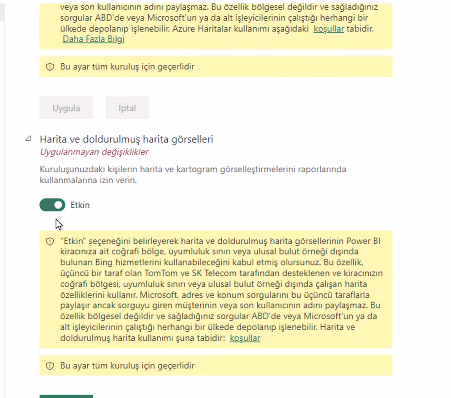 veya son kullanıcının adını paylaşmaz. Bu özellik bölgesel değildir ve sağladığınız
sorgular ABD'de veya Microsoft'un ya da alt işleyicilerinin çalıştığı herhangi bir
ülkede depolanıp işlenebilir. Azure Haritalar kullanımı aşağıdaki koşullar tabidir.
Daha Fazla Bilgi
Bu ayar tüm kuruluş için geçerlidir
Uygula
İptal
Harita ve doldurulmuş harita görselleri
Uygulanmayan değişiklikler
Kuruluşunuzdaki kişilerin harita ve kartogram görselleştirmelerini raporlarında
kullanmalarına izin verin.
Etkin
"Etkin" seçeneğini belirleyerek harita ve doldurulmuş harita görsellerinin Power BI
kiracınıza ait coğrafi bölge, uyumluluk sınırı veya ulusal bulut örneği dışında
bulunan Bing hizmetlerini kullanabileceğini kabul etmiş olursunuz. Bu özellik,
üçüncü bir taraf olan TomTom ve SK Telecom tarafından desteklenen ve kiracınızın
coğrafi bölgesi, uyumluluk sınırı veya ulusal bulut örneği dışında çalışan harita
özelliklerini kullanır. Microsoft, adres ve konum sorgularını bu üçüncü taraflarla
paylaşır ancak sorguyu giren müşterinin veya son kullanıcının adını paylaşmaz. Bu
özellik bölgesel değildir ve sağladığınız sorgular ABD'de veya Microsoft'un ya da
alt işleyicilerinin çalıştığı herhangi bir ülkede depolanıp işlenebilir. Harita ve
doldurulmuş harita kullanımı şuna tabidir: koşullar
Bu ayar tüm kuruluş için geçerlidir